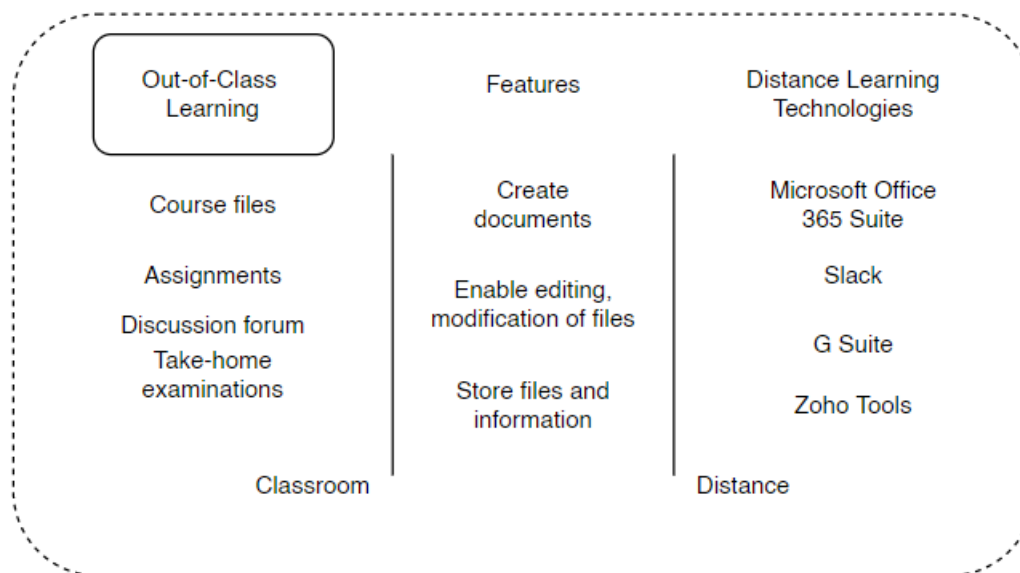 Out-of-Class
Learning
Features
Distance Learning
Technologies
Course files
Assignments
Discussion forum
Take-home
examinations
Create
documents
Enable editing,
modification of files
Store files and
information
Microsoft Office
365 Suite
Slack
G Suite
Zoho Tools
Classroom
Distance